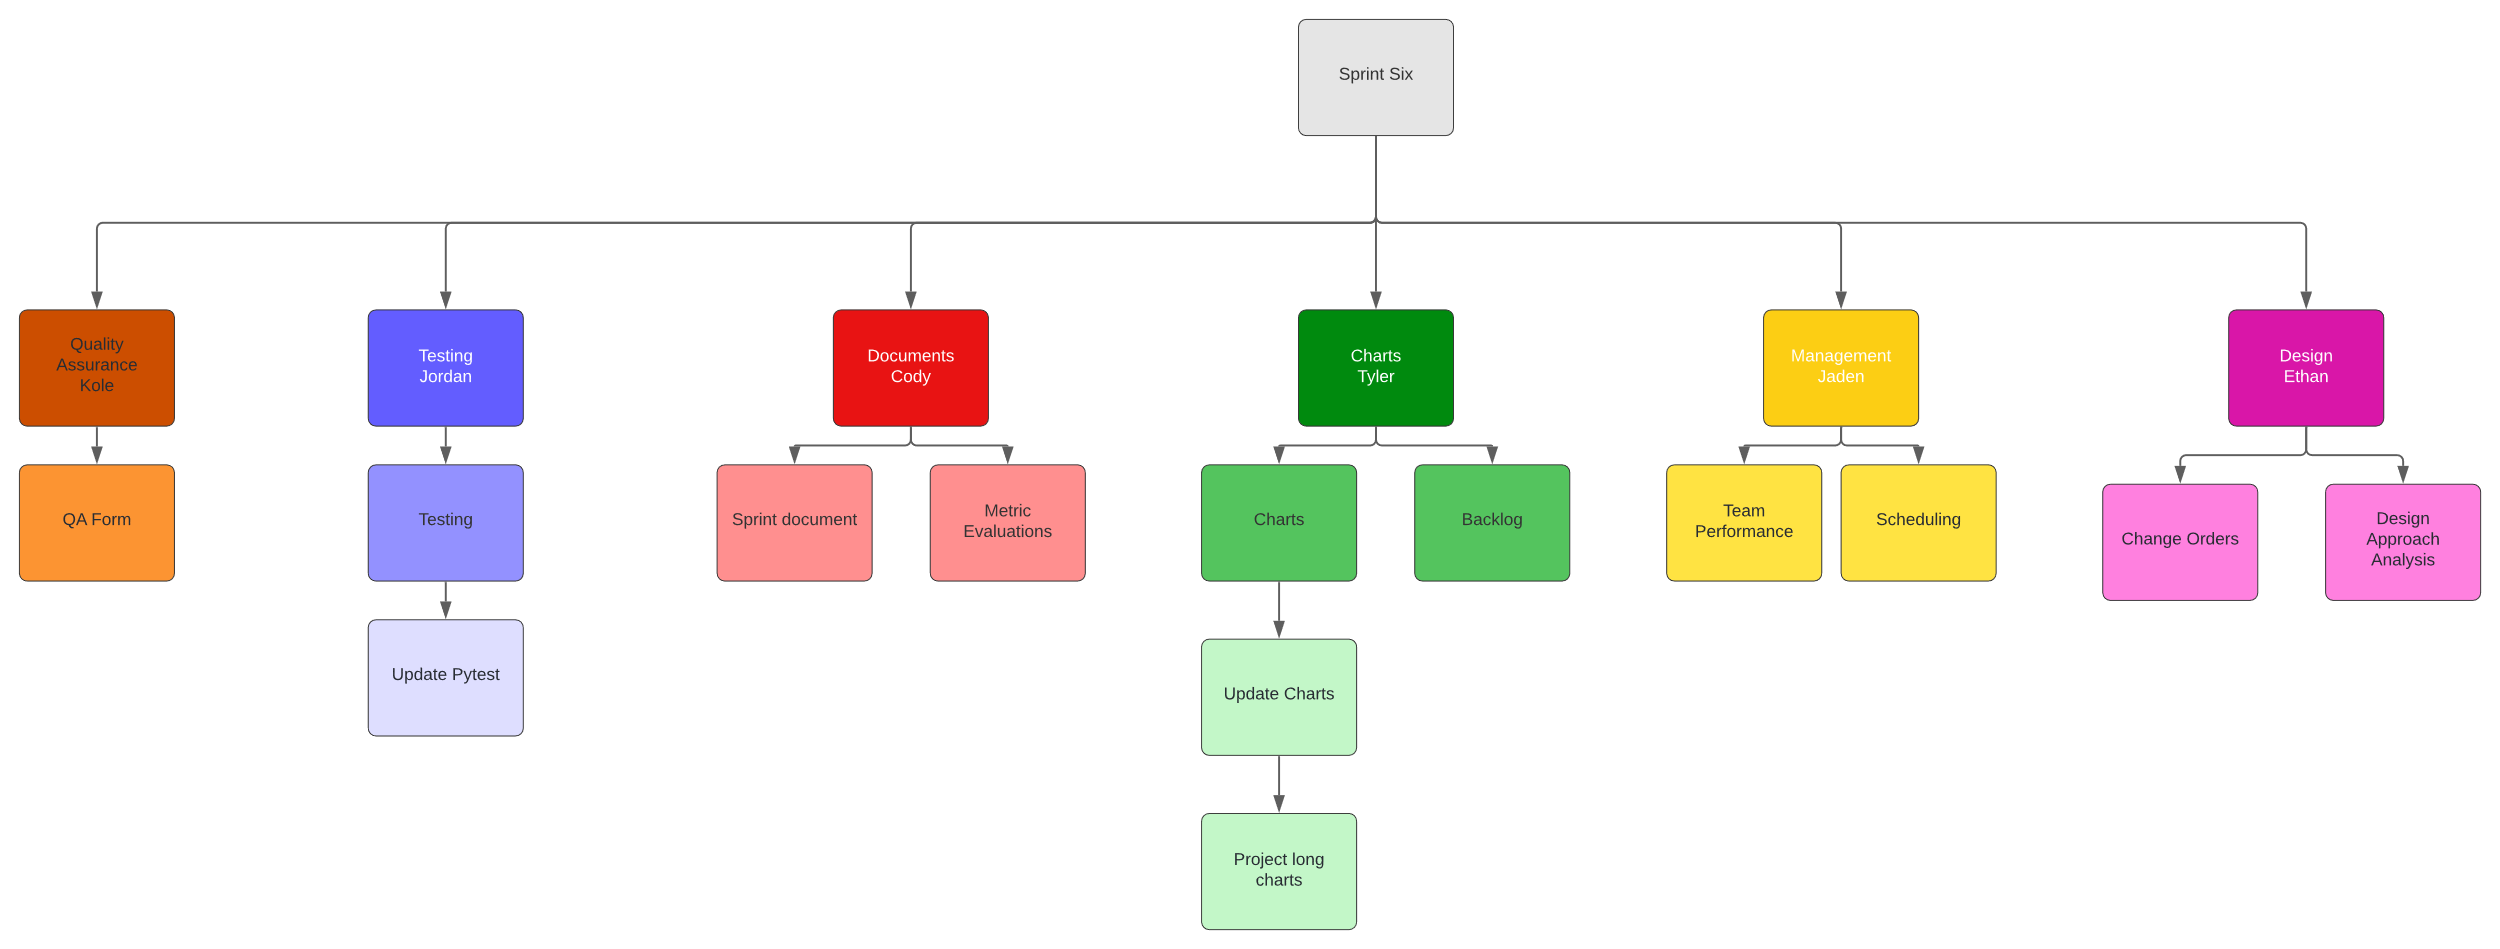 Sprint Six
Quality
Assurance
Kole
Testing
Jordan
Documents
Cody
Charts
Tyler
Management
Jaden
Design
Ethan
QA Form
Testing
Sprint document
Metric
Evaluations
Charts
Backlog
Team
Performance
Scheduling
Change Orders
Design
Approach
Analysis
Update Pytest
Update Charts
Project long
charts